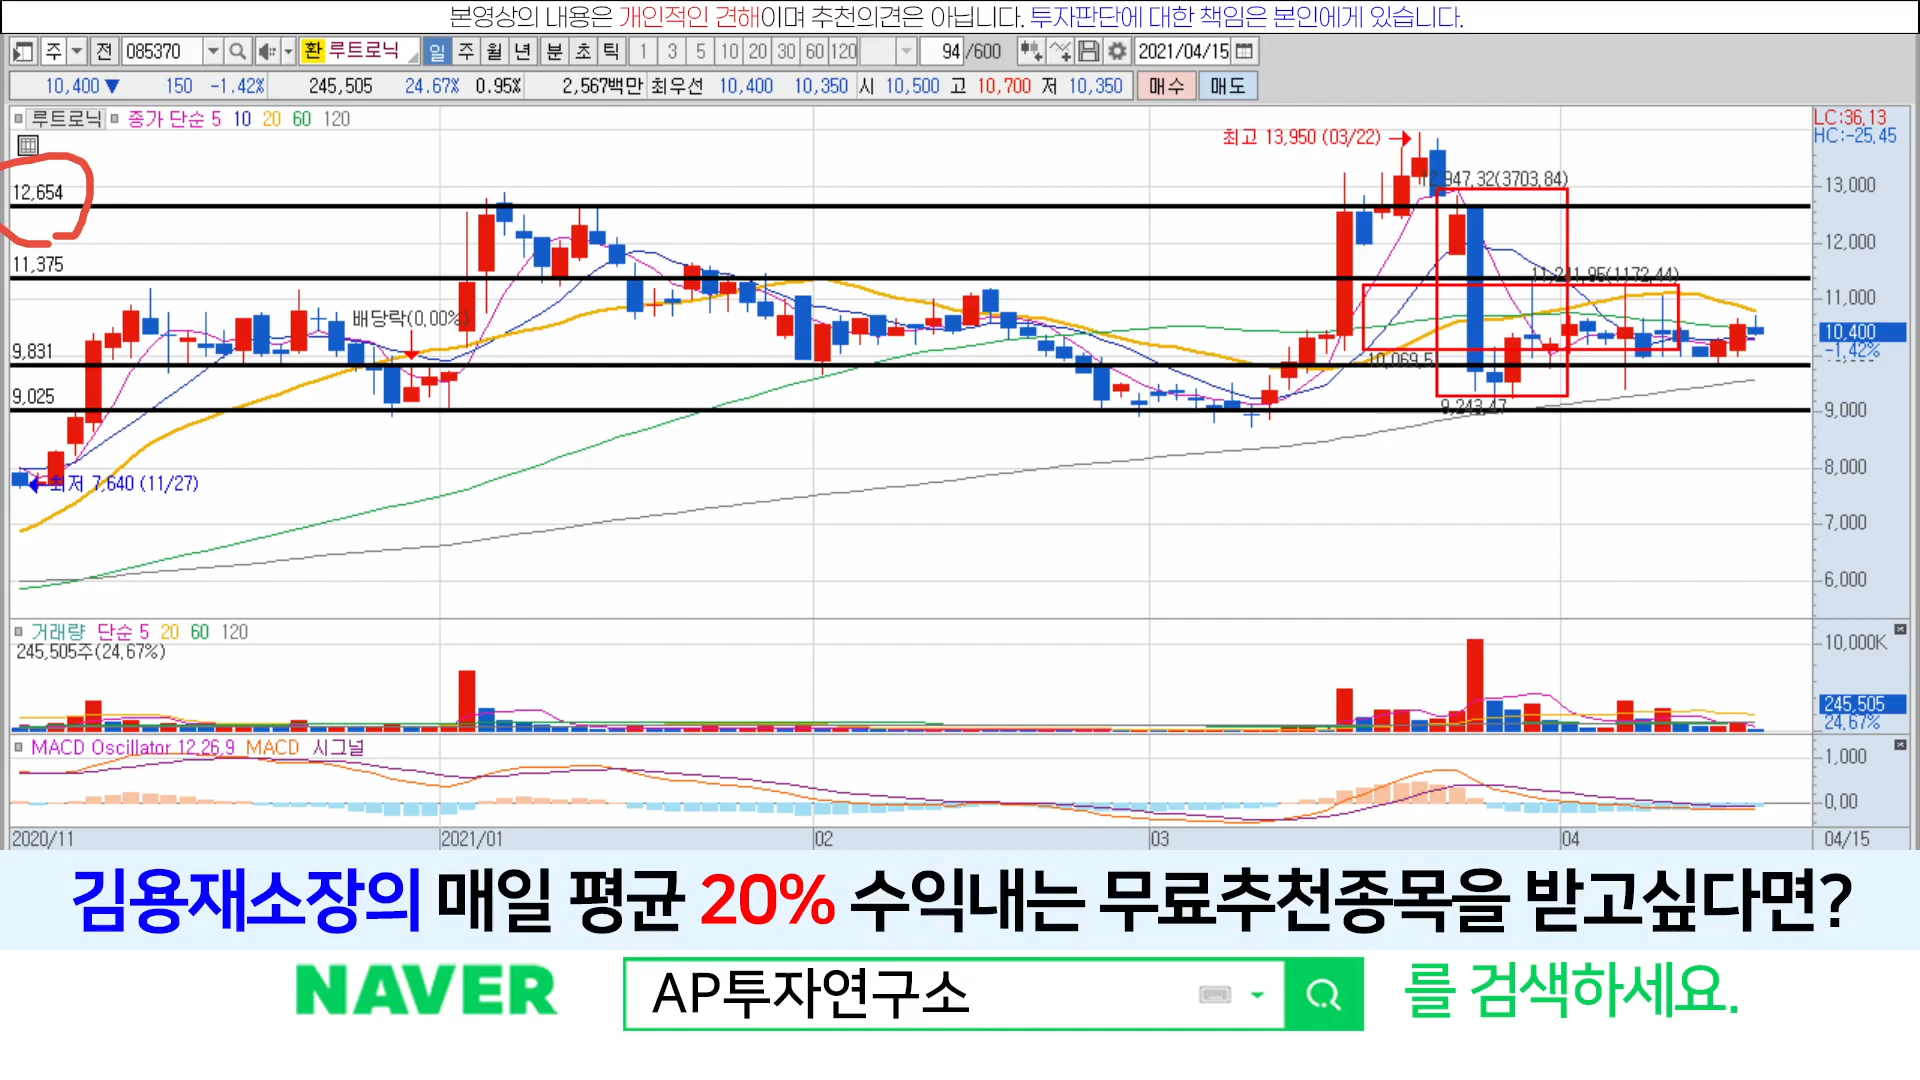 본영상의 내용은 개인적인 견해이며 추천의견은 아닙니다. 투자판단에 대한 책임은 본인에게 있습니다.
주 전 085370 환 루트로닉 일 주 월 년 분 초 틱 1 3 5 10 20 30 60 120 94 /600 2021/04/15
10,400 ▼ 150 -1.42% 245,505 24.67% 0.95% 2,567백만 최우선 10,400 10,350 시 10,500 고 10,700 저 10,350 매수 매도
루트로닉 종가 단순 5 10 20 60 120
LC:36,13
HC:-25,45
최고 13,950 (03/22)
12,654
947,32(3703,84)
13,000
12,000
11,375
11,241,95(1172,44)
11,000
배당락(0,00%)
10,400
-1,42%
9,831
10,069,5
9,025
9,243,47
9,000
최저 7,640 (11/27)
8,000
7,000
6,000
거래량 단순 5 20 60 120
245,505주(24,67%)
10,000K
245,505
24,67%
MACD Oscillator 12,26,9 MACD 시그널
1,000
0,00
2020/11 2021/01 02 03 04 04/15
김용재소장의 매일 평균 20% 수익내는 무료추천종목을 받고싶다면?
NAVER AP투자연구소 를 검색하세요.